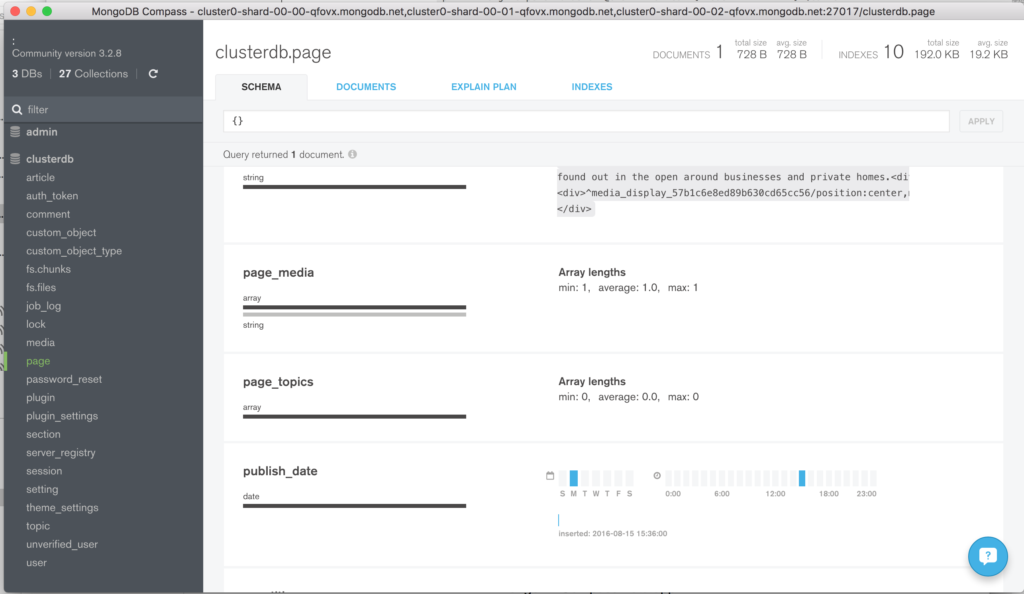 MongoDB Compass - cluster0-shard-00-00-qfovx.mongodb.net,cluster0-shard-00-01-qfovx.mongodb.net,cluster0-shard-00-02-qfovx.mongodb.net:27017/clusterdb.page
:
Community version 3.2.8
3 DBs
27 Collections
filter
admin
clusterdb
article
auth_token
comment
custom_object
custom_object_type
fs.chunks
fs.files
job_log
lock
media
page
password_reset
plugin
plugin_settings
section
server_registry
session
setting
theme_settings
topic
unverified_user
user
clusterdb.page
DOCUMENTS 1
total size
728 B
avg. size
728 B
INDEXES 10
total size
192.0 KB
avg. size
19.2 KB
SCHEMA
DOCUMENTS
EXPLAIN PLAN
INDEXES
{}
APPLY
Query returned 1 document.
string
found out in the open around businesses and private homes.<di
<div>^media_display_57b1c6e8ed89b630cd65cc56/position:center,
</div>
page_media
array
string
Array lengths
min: 1, average: 1.0, max: 1
page_topics
array
Array lengths
min: 0, average: 0.0, max: 0
publish_date
date
S M T W T F S
0:00 6:00 12:00 18:00 23:00
inserted: 2016-08-15 15:36:00
?